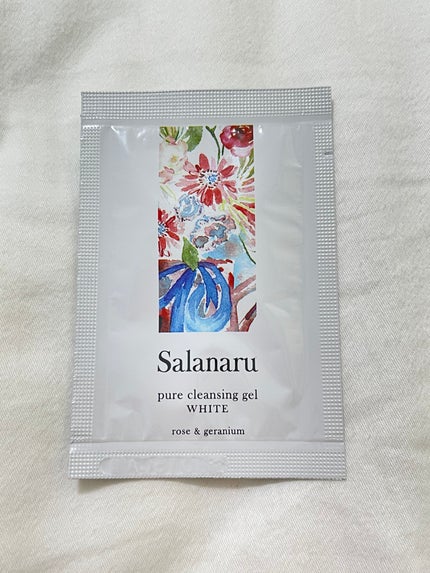 Salanaru
pure cleansing gel
WHITE
rose & geranium